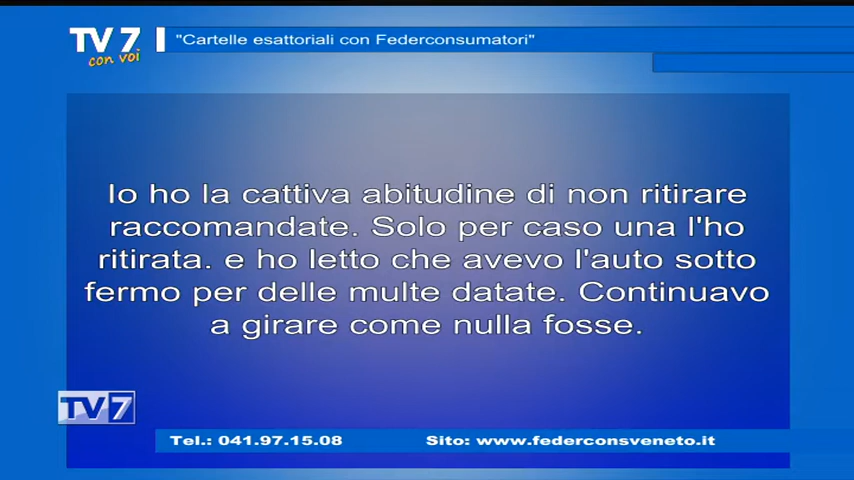 TV7
con voi
"Cartelle esattoriali con Federconsumatori"
Io ho la cattiva abitudine di non ritirare
raccomandate. Solo per caso una l'ho
ritirata. e ho letto che avevo l'auto sotto
fermo per delle multe datate. Continuavo
a girare come nulla fosse.
TV7
Tel.: 041.97.15.08 Sito: www.federconsveneto.it